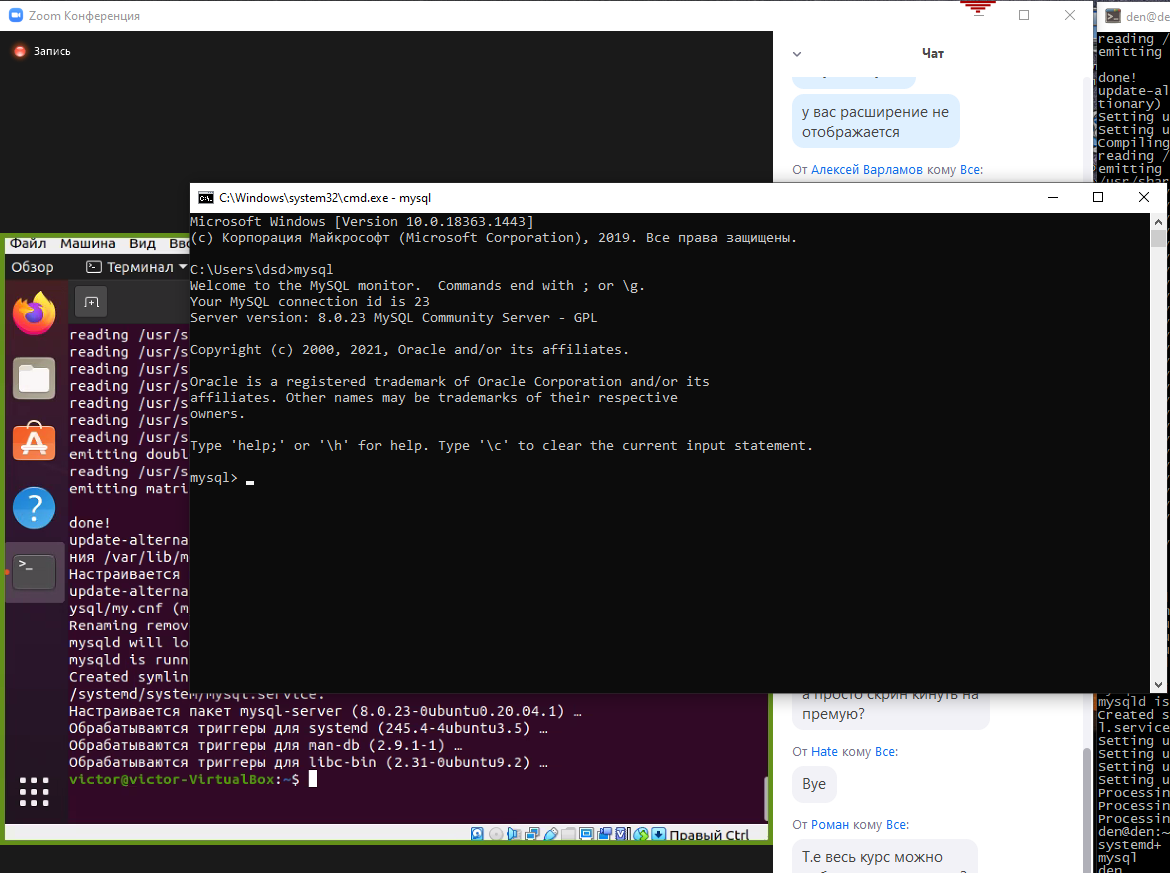 Zoom Конференция
Запись
Чат
у вас расширение не
отображается
От Алексей Варламов кому Все:
C:\Windows\system32\cmd.exe - mysql
Microsoft Windows [Version 10.0.18363.1443]
(c) Корпорация Майкрософт (Microsoft Corporation), 2019. Все права защищены.
C:\Users\dsd>mysql
Welcome to the MySQL monitor.  Commands end with ; or \g.
Your MySQL connection id is 23
Server version: 8.0.23 MySQL Community Server - GPL
Copyright (c) 2000, 2021, Oracle and/or its affiliates.
Oracle is a registered trademark of Oracle Corporation and/or its
affiliates. Other names may be trademarks of their respective
owners.
Type 'help;' or '\h' for help. Type '\c' to clear the current input statement.
mysql>
Файл Машина Вид Вво
Обзор
Терминал
reading /usr/s
reading /usr/s
reading /usr/s
reading /usr/s
reading /usr/s
reading /usr/s
reading /usr/s
emitting doubl
reading /usr/s
emitting matri
done!
update-alterna
ния /var/lib/m
Настраивается
update-alterna
ysql/my.cnf (m
Renaming remov
mysqld will lo
mysqld is runn
Created symlin
/systemd/system/mysql.service.
Настраивается пакет mysql-server (8.0.23-0ubuntu0.20.04.1) …
Обрабатываются триггеры для systemd (245.4-4ubuntu3.5) …
Обрабатываются триггеры для man-db (2.9.1-1) …
Обрабатываются триггеры для libc-bin (2.31-0ubuntu9.2) …
victor@victor-VirtualBox:~$
Правый Ctrl
а просто скрин кинуть на
премую?
От Hate кому Все:
Bye
От Роман кому Все:
Т.е весь курс можно
den@de
reading /
emitting
done!
update-al
tionary)
Setting u
Setting u
Compiling
reading /
emitting
/usr/shar
mysqld is
Created s
l.service
Setting u
Setting u
Setting u
Setting u
Processin
Processin
Processin
den@den:~
systemd+
mysql
den